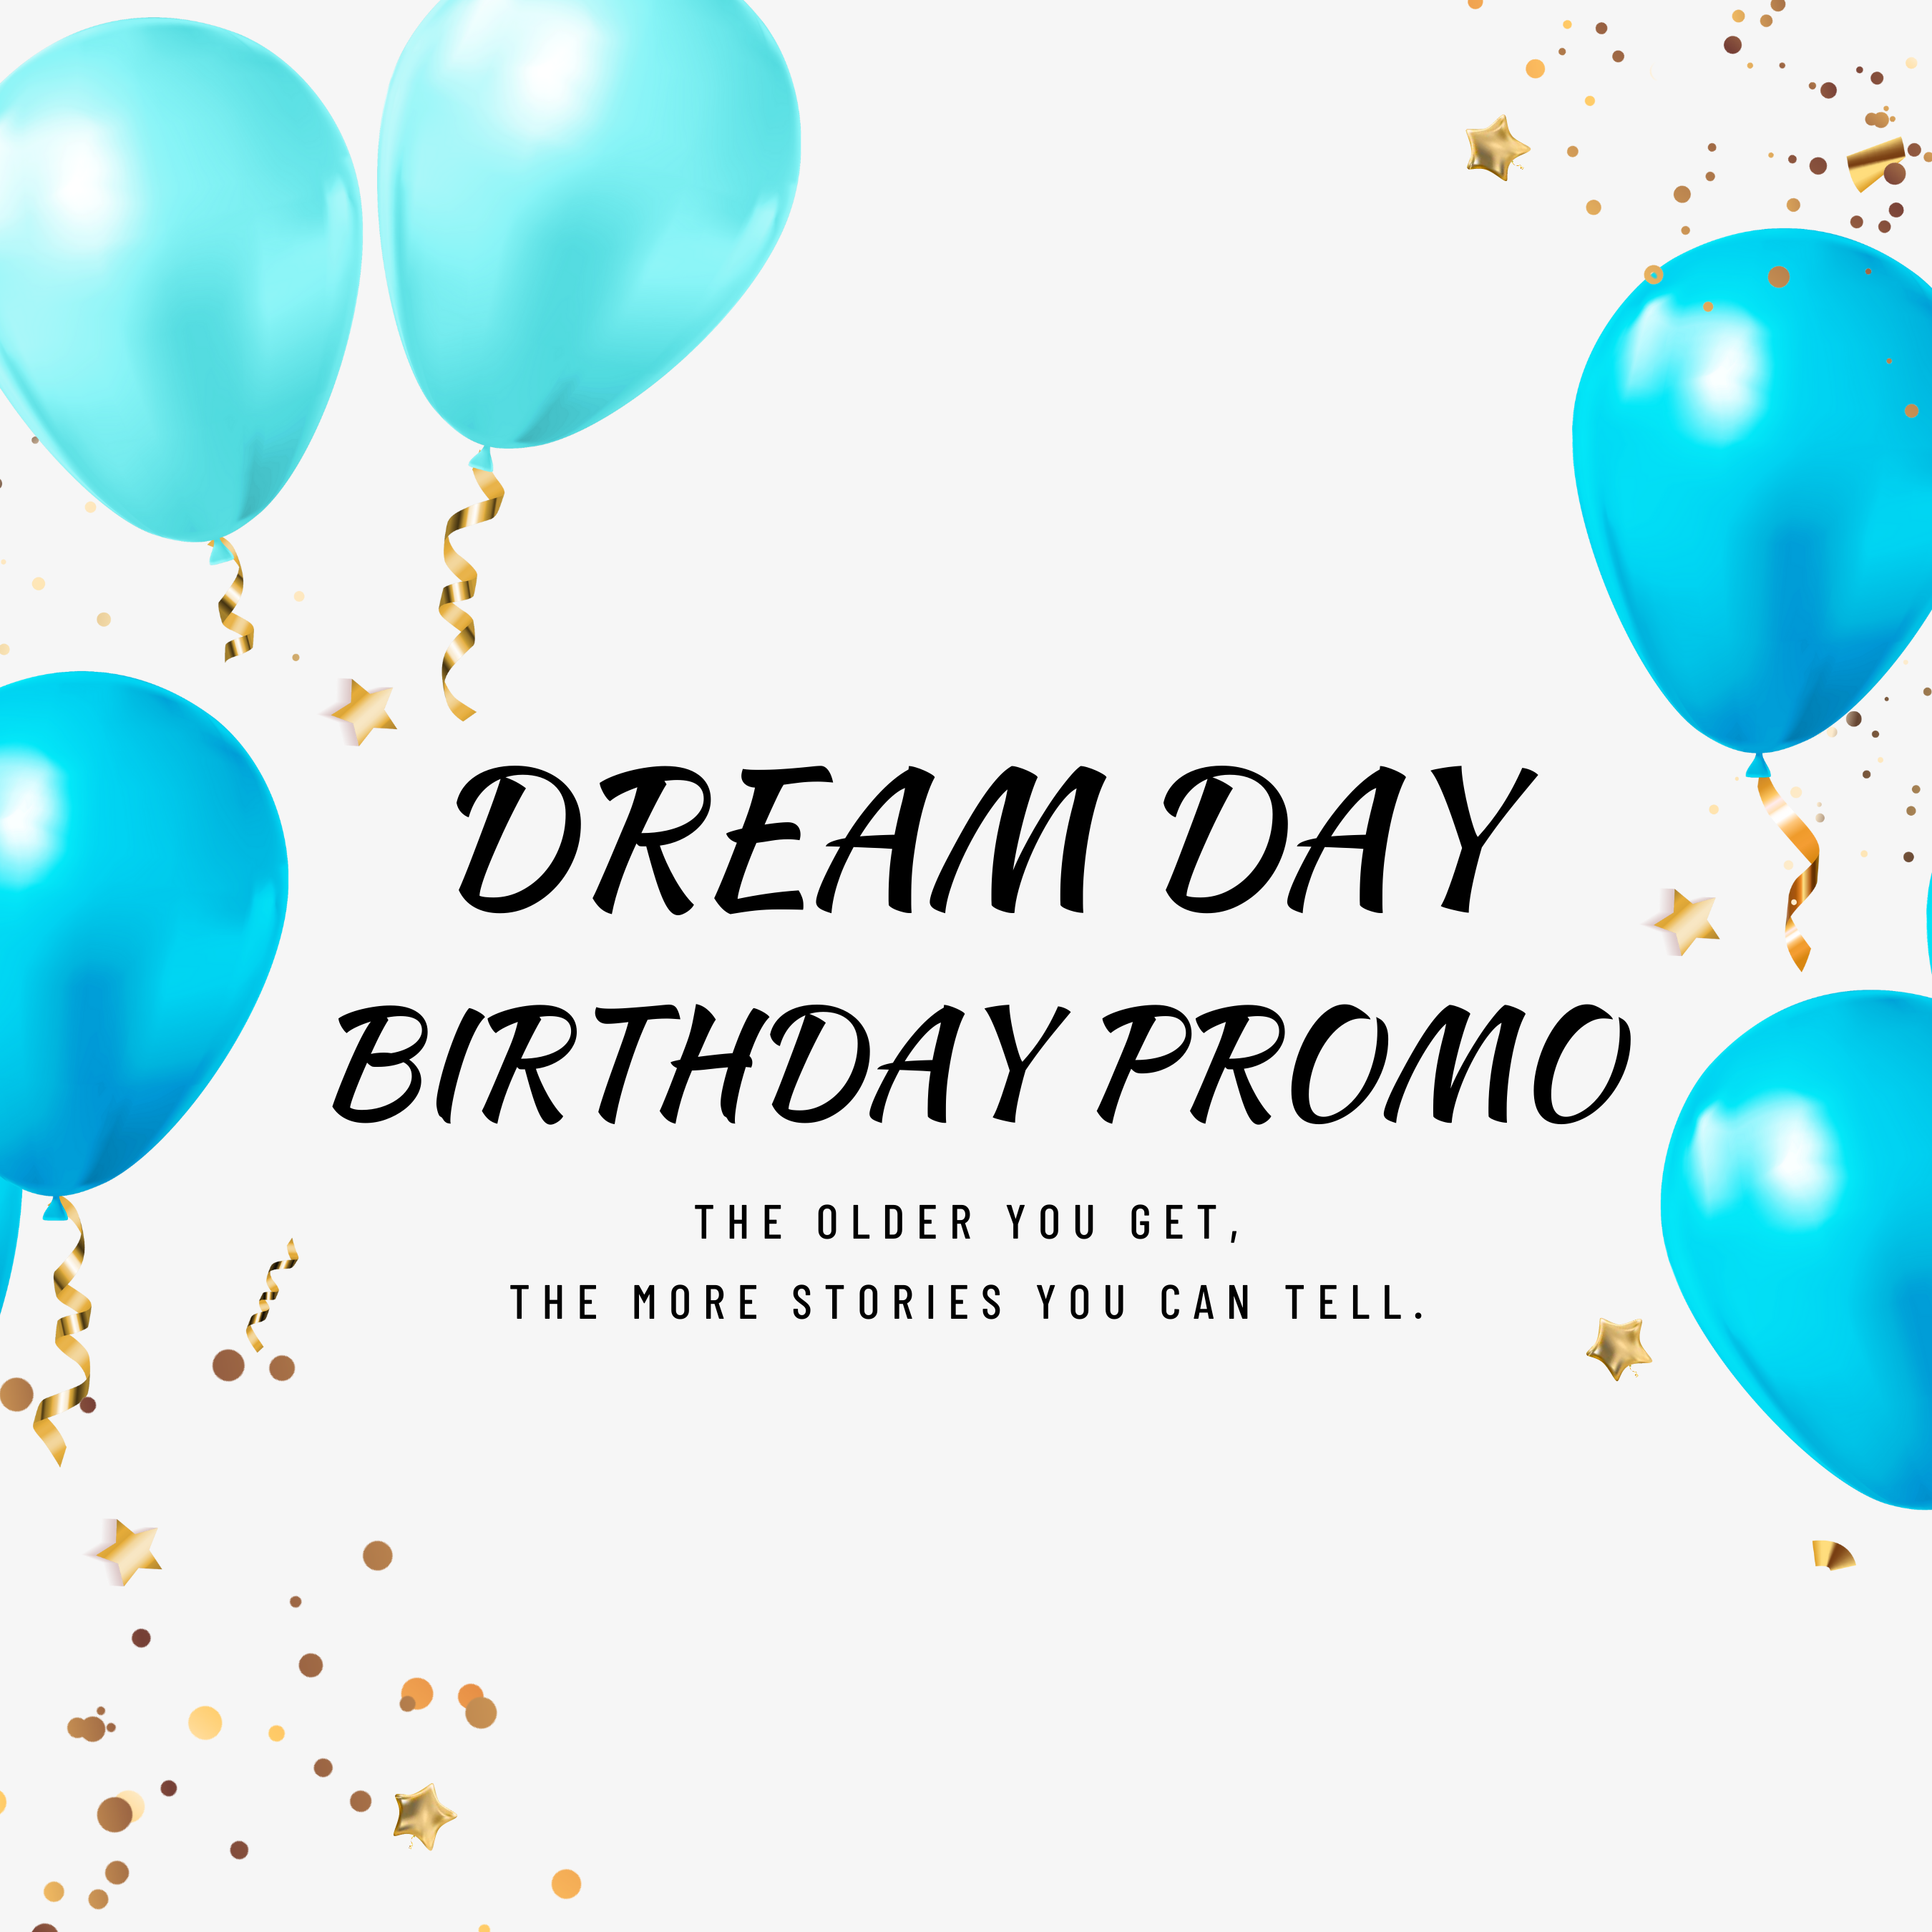 DREAM DAY
BIRTHDAY PROMO
THE OLDER YOU GET,
THE MORE STORIES YOU CAN TELL.